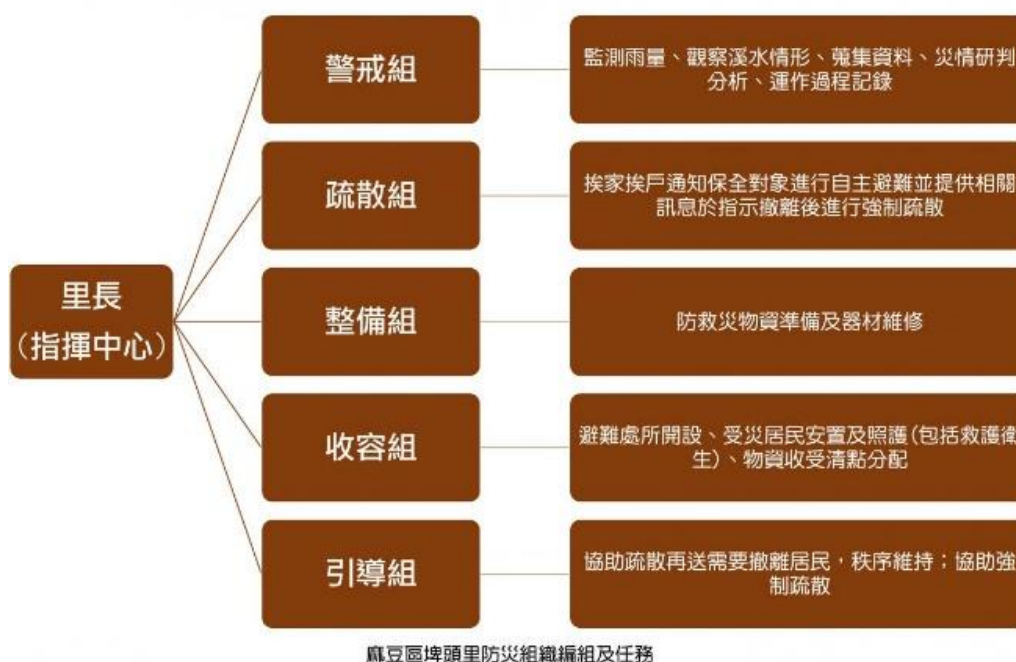 警戒組
監測雨量、觀察溪水情形、蒐集資料、災情研判
分析、運作過程記錄
疏散組
挨家挨戶通知保全對象進行自主避難並提供相關
訊息於指示撤離後進行強制疏散
里長
(指揮中心)
整備組
防救災物資準備及器材維修
收容組
避難處所開設、受災居民安置及照護(包括救護衛
生)、物資收受清點分配
引導組
協助疏散再送需要撤離居民，秩序維持；協助強
制疏散
麻豆區埤頭里防災組織編組及任務